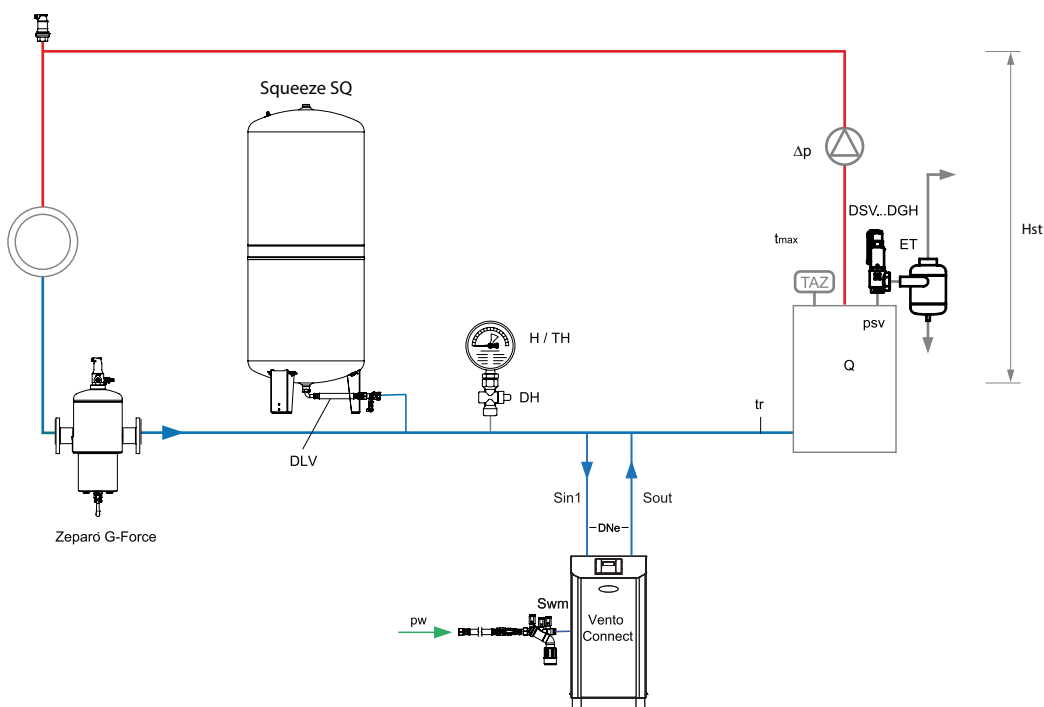 Squeeze SQ
Δp
DSV...DGH
Hst
tmax
ET
TAZ
psv
H / TH
Q
DH
tr
DLV
Sin1
Sout
Zeparo G-Force
DNe
Swm
pw
Vento
Connect